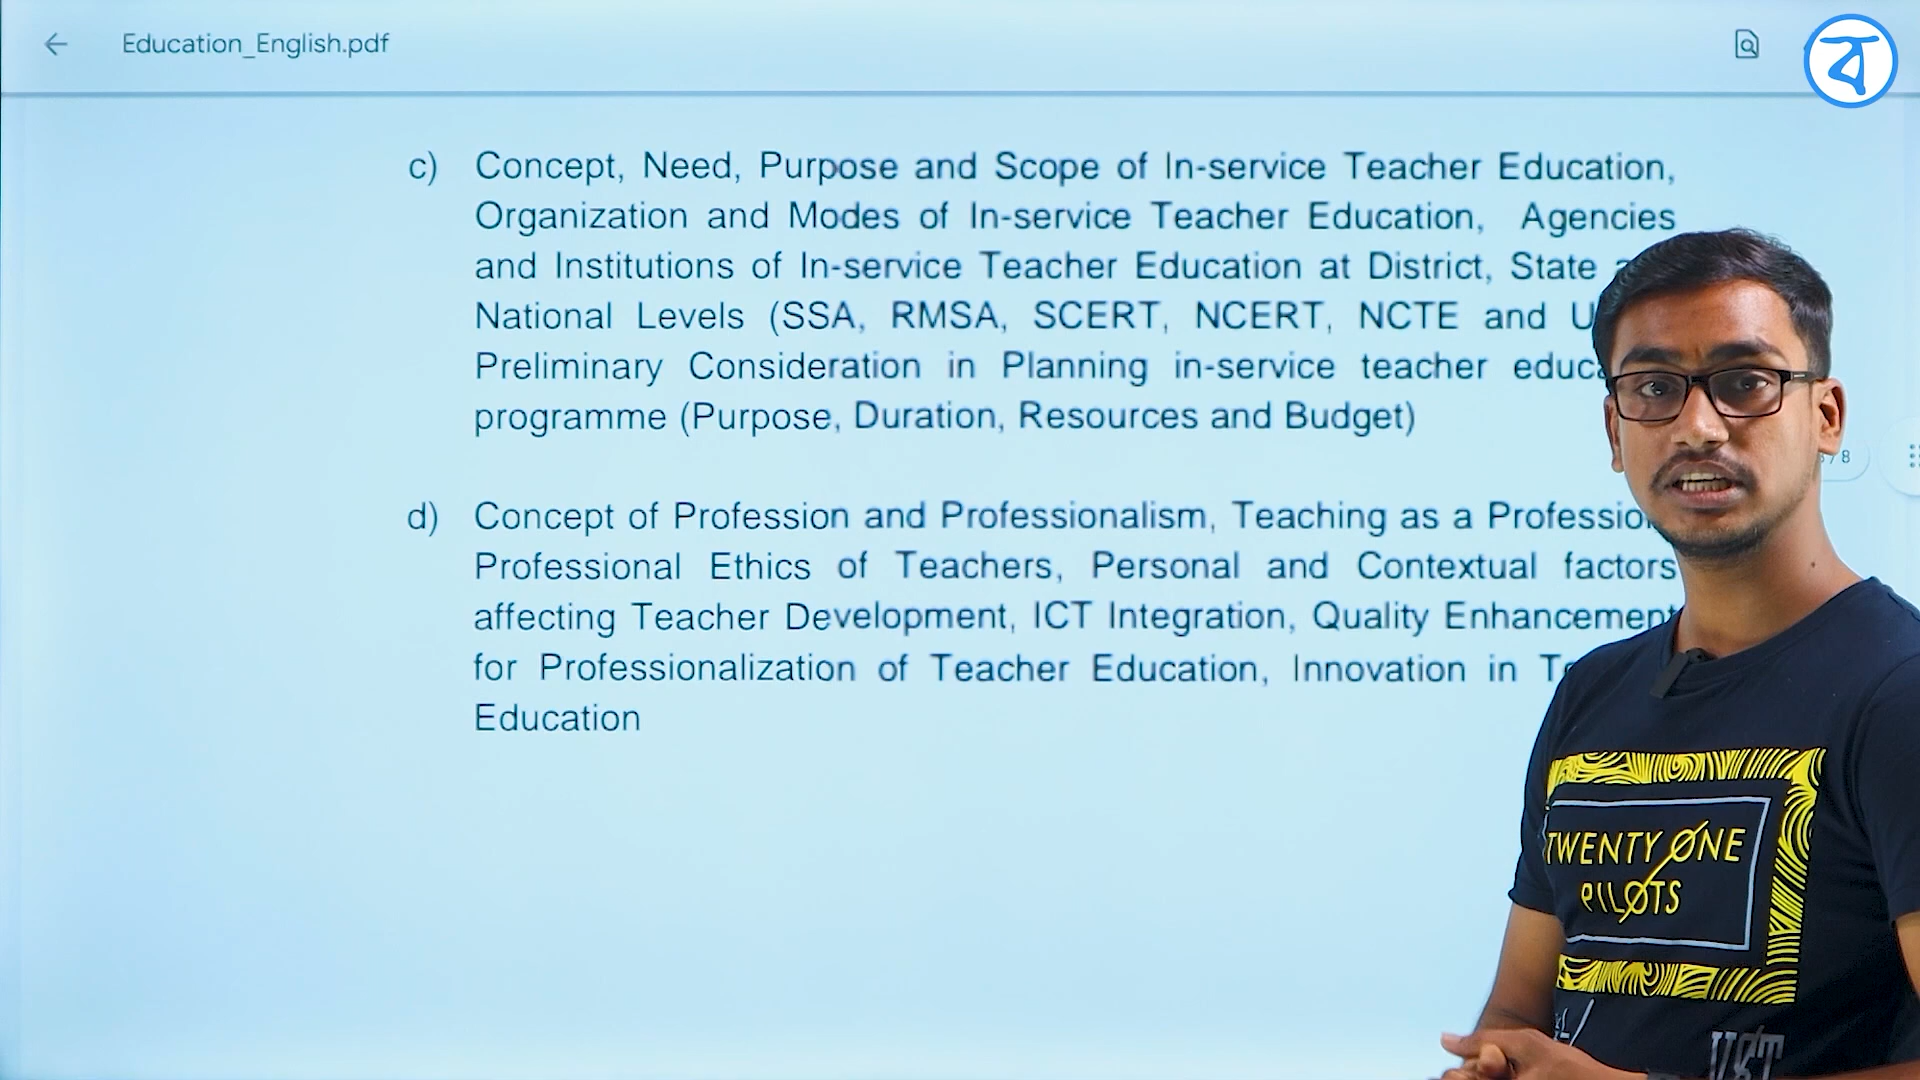 Education_English.pdf
ব
c) Concept, Need, Purpose and Scope of In-service Teacher Education,
Organization and Modes of In-service Teacher Education, Agencies
and Institutions of In-service Teacher Education at District, State
National Levels (SSA, RMSA, SCERT, NCERT, NCTE and
Preliminary Consideration in Planning in-service teacher
programme (Purpose, Duration, Resources and Budget)
/ 8
d) Concept of Profession and Professionalism, Teaching as a
Professional Ethics of Teachers, Personal and Contextual factors
affecting Teacher Development, ICT Integration, Quality Enhancement
for Professionalization of Teacher Education, Innovation in
Education
TWENTY ØNE
PILØTS